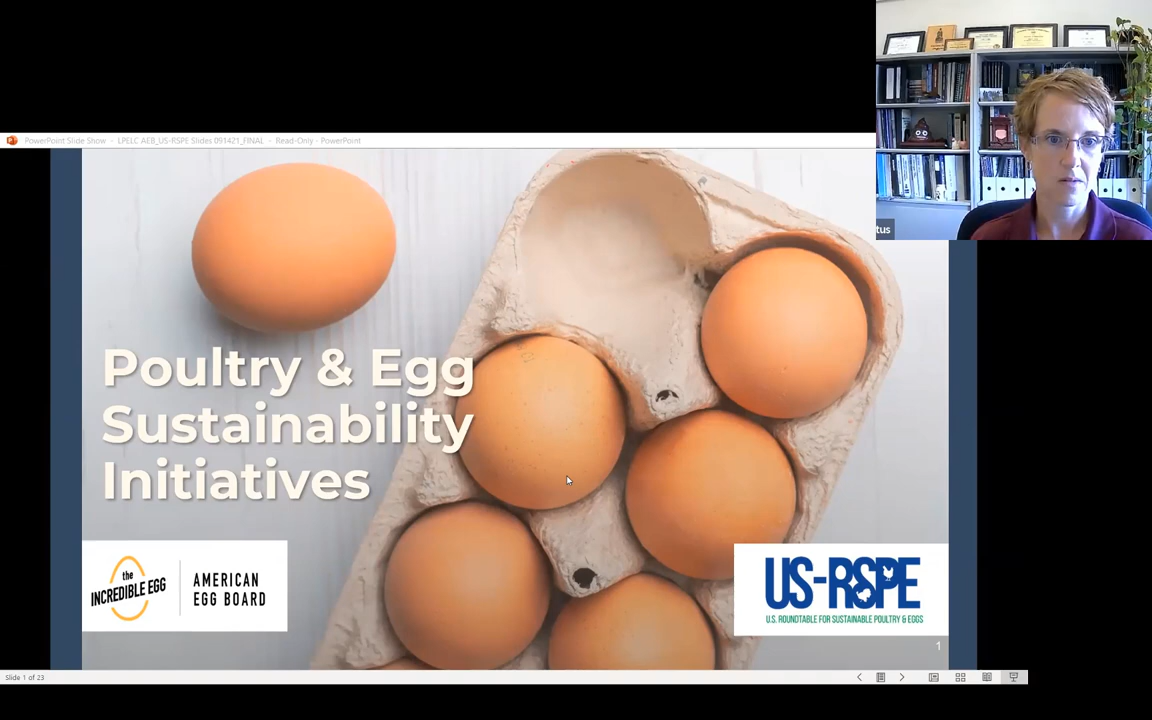 PowerPoint Slide Show - LPELC AEB_US-RSPE Slides 091421_FINAL - Read-Only - PowerPoint
tus
Poultry & Egg
Sustainability
Initiatives
the
INCREDIBLE EGG
AMERICAN
EGG BOARD
US-RSPE
U.S. ROUNDTABLE FOR SUSTAINABLE POULTRY & EGGS
1
Slide 1 of 23